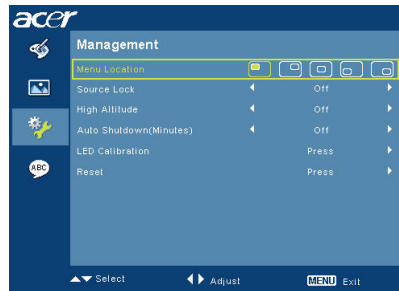 acer
Management
Menu Location
Source Lock Off
High Altitude Off
Auto Shutdown(Minutes) Off
LED Calibration Press
ABC
Reset Press
Select Adjust MENU Exit